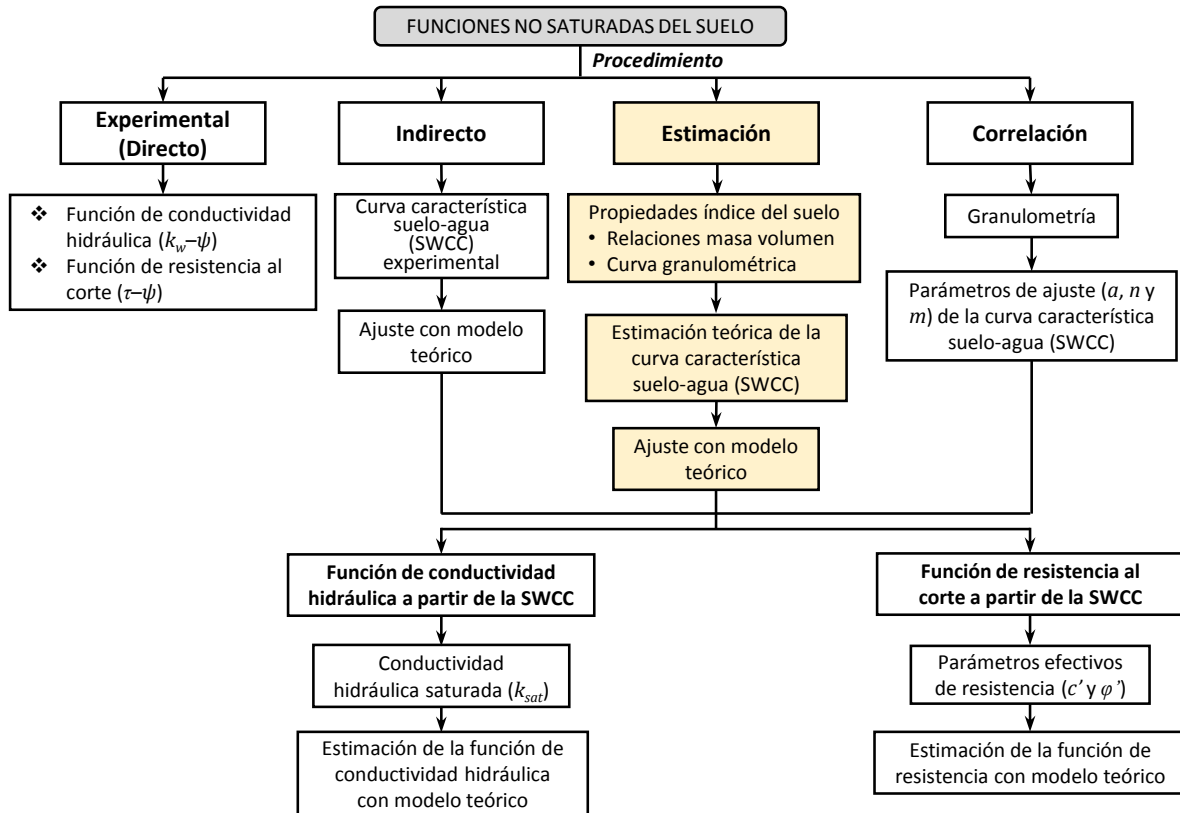 FUNCIONES NO SATURADAS DEL SUELO
Procedimiento
Experimental
(Directo)
Indirecto
Estimación
Correlación
❖ Función de conductividad
hidráulica (k_w–ψ)
❖ Función de resistencia al
corte (τ–ψ)
Curva característica
suelo-agua
(SWCC)
experimental
Ajuste con modelo
teórico
Propiedades índice del suelo
• Relaciones masa volumen
• Curva granulométrica
Estimación teórica de la
curva característica
suelo-agua (SWCC)
Ajuste con modelo
teórico
Granulometría
Parámetros de ajuste (a, n y
m) de la curva característica
suelo-agua (SWCC)
Función de conductividad
hidráulica a partir de la SWCC
Conductividad
hidráulica saturada (k_sat)
Estimación de la función de
conductividad hidráulica
con modelo teórico
Función de resistencia al
corte a partir de la SWCC
Parámetros efectivos
de resistencia (c’ y φ’)
Estimación de la función de
resistencia con modelo teórico